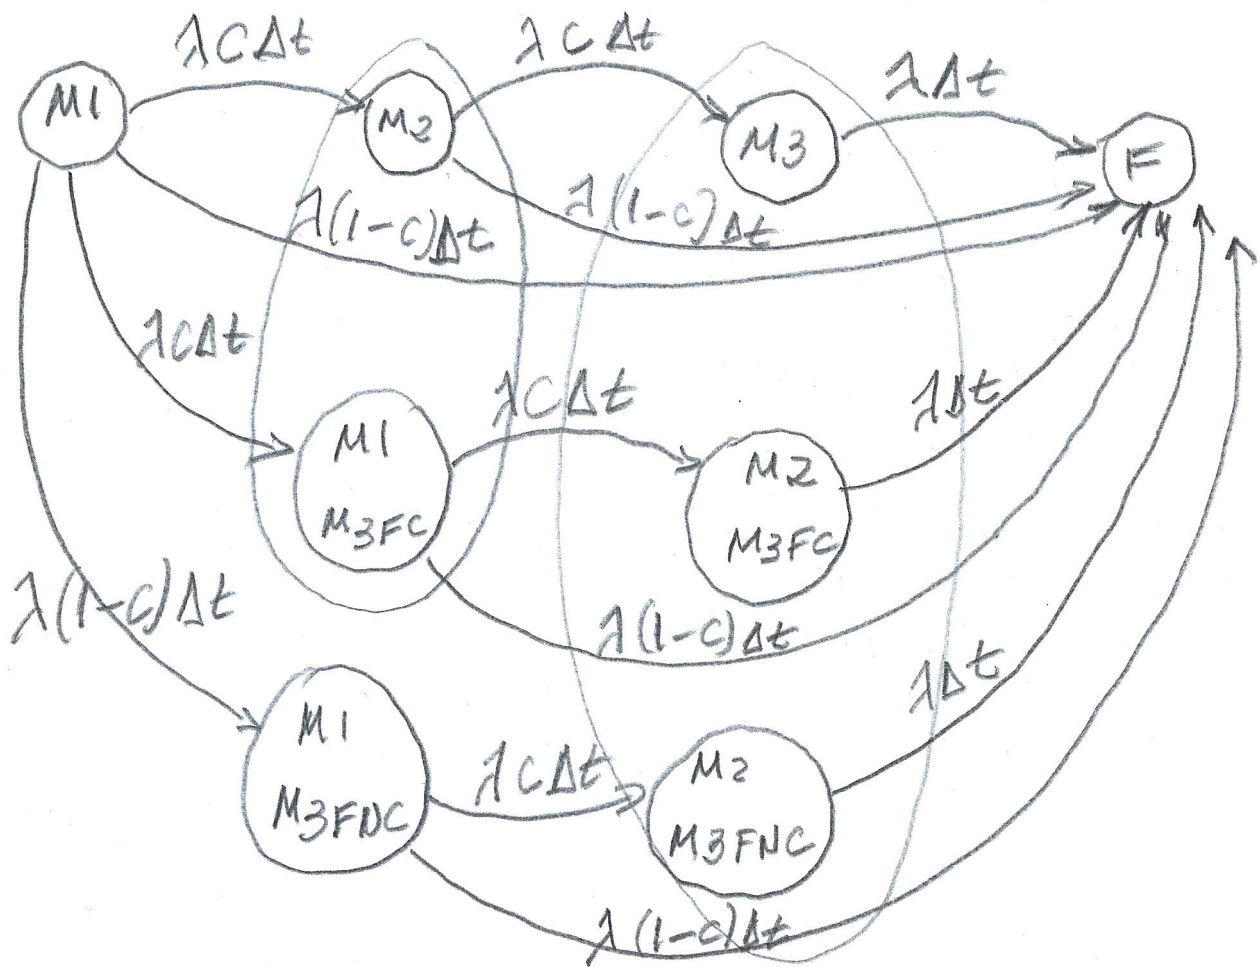 λCΔt
λCΔt
λΔt
M1
M2
M3
F
λ(1-c)Δt
λ(1-c)Δt
λCΔt
λCΔt
λΔt
M1
M3FC
M2
M3FC
λ(1-c)Δt
λ(1-c)Δt
λΔt
M1
M3FNC
λCΔt
M2
M3FNC
λ(1-c)Δt